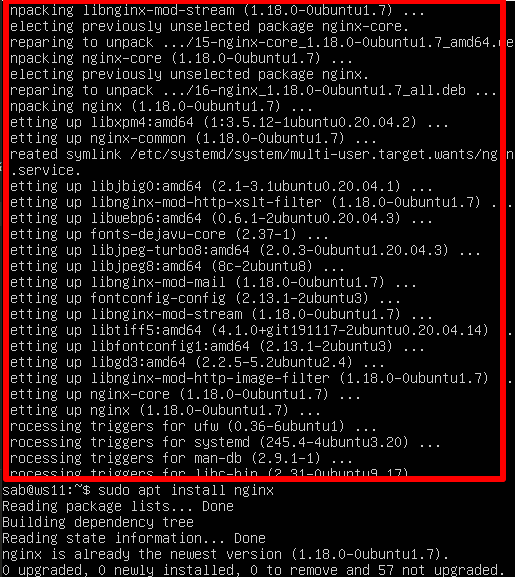 npacking libnginx-mod-stream (1.18.0-0ubuntu1.7) ...
electing previously unselected package nginx-core.
reparing to unpack .../15-nginx-core_1.18.0-0ubuntu1.7_amd64.de
npacking nginx-core (1.18.0-0ubuntu1.7) ...
electing previously unselected package nginx.
reparing to unpack .../16-nginx_1.18.0-0ubuntu1.7_all.deb ...
npacking nginx (1.18.0-0ubuntu1.7) ...
etting up libxpm4:amd64 (1:3.5.12-1ubuntu0.20.04.2) ...
etting up nginx-common (1.18.0-0ubuntu1.7) ...
reated symlink /etc/systemd/system/multi-user.target.wants/ngin
.service.
etting up libjbig0:amd64 (2.1-3.1ubuntu0.20.04.1) ...
etting up libnginx-mod-http-xslt-filter (1.18.0-0ubuntu1.7) ...
etting up libwebp6:amd64 (0.6.1-2ubuntu0.20.04.3) ...
etting up fonts-dejavu-core (2.37-1) ...
etting up libjpeg-turbo8:amd64 (2.0.3-0ubuntu1.20.04.3) ...
etting up libjpeg8:amd64 (8c-2ubuntu8) ...
etting up libnginx-mod-mail (1.18.0-0ubuntu1.7) ...
etting up fontconfig-config (2.13.1-2ubuntu3) ...
etting up libnginx-mod-stream (1.18.0-0ubuntu1.7) ...
etting up libtiff5:amd64 (4.1.0+git191117-2ubuntu0.20.04.14) ..
etting up libfontconfig1:amd64 (2.13.1-2ubuntu3) ...
etting up libgd3:amd64 (2.2.5-5.2ubuntu2.4) ...
etting up libnginx-mod-http-image-filter (1.18.0-0ubuntu1.7) ..
etting up nginx-core (1.18.0-0ubuntu1.7) ...
etting up nginx (1.18.0-0ubuntu1.7) ...
rocessing triggers for ufw (0.36-6ubuntu1) ...
rocessing triggers for systemd (245.4-4ubuntu3.20) ...
rocessing triggers for man-db (2.9.1-1) ...
rocessing triggers for libc-bin (2.31-0ubuntu9.17) ...
sab@ws11:~$ sudo apt install nginx
Reading package lists... Done
Building dependency tree
Reading state information... Done
nginx is already the newest version (1.18.0-0ubuntu1.7).
0 upgraded, 0 newly installed, 0 to remove and 57 not upgraded.